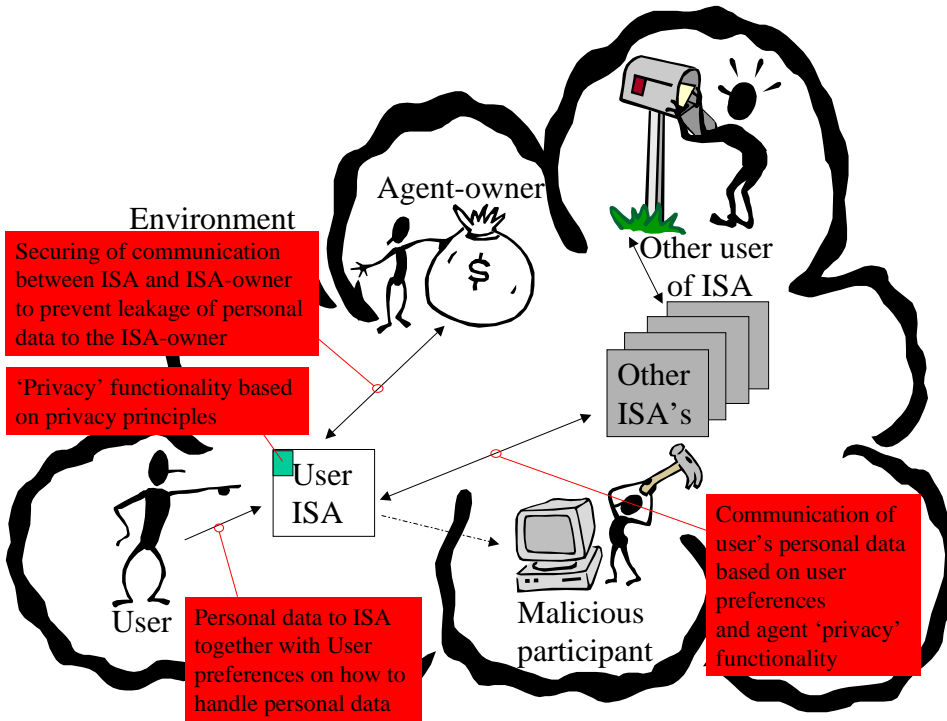 Agent-owner
Environment
Securing of communication
between ISA and ISA-owner
to prevent leakage of personal
data to the ISA-owner
$
Other user
of ISA
‘Privacy’ functionality based
on privacy principles
Other
ISA’s
User
ISA
Communication of
user’s personal data
based on user
preferences
and agent ‘privacy’
functionality
User
Personal data to ISA
together with User
preferences on how to
handle personal data
Malicious
participant